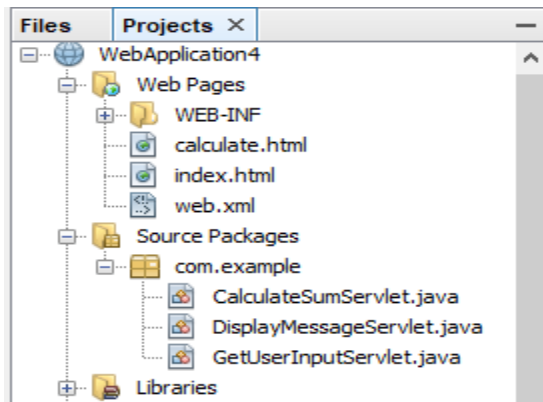 Files Projects ×
WebApplication4
Web Pages
WEB-INF
calculate.html
index.html
web.xml
Source Packages
com.example
CalculateSumServlet.java
DisplayMessageServlet.java
GetUserInputServlet.java
Libraries